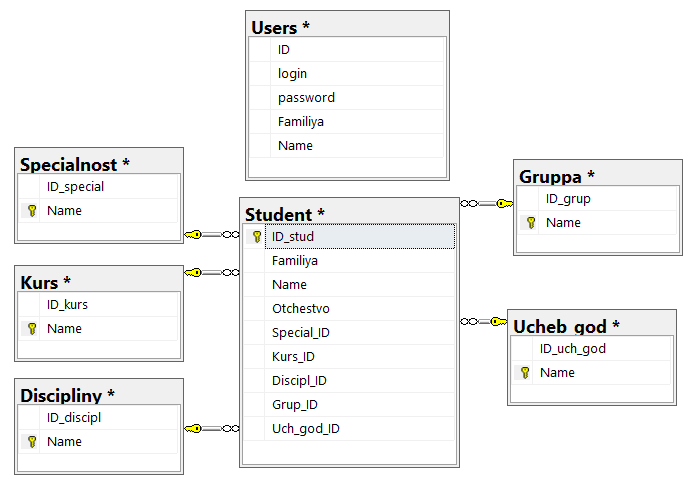 Users *
ID
login
password
Familiya
Name
Specialnost *
ID_special
Name
Kurs *
ID_kurs
Name
Discipliny *
ID_discipl
Name
Student *
ID_stud
Familiya
Name
Otchestvo
Special_ID
Kurs_ID
Discipl_ID
Grup_ID
Uch_god_ID
Gruppa *
ID_grup
Name
Ucheb_god *
ID_uch_god
Name